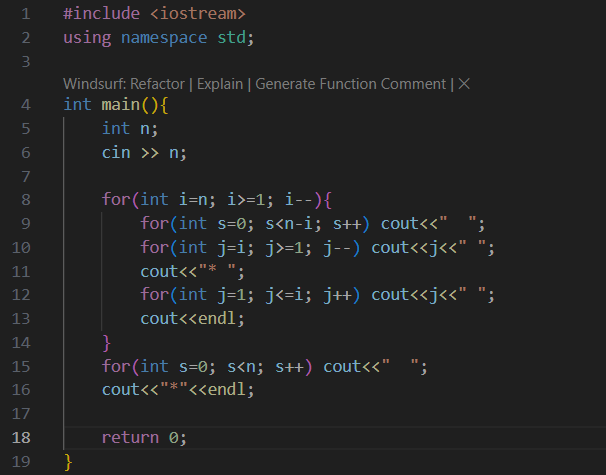 1 #include <iostream>
2 using namespace std;
3
Windsurf: Refactor | Explain | Generate Function Comment | ✕
4 int main(){
5     int n;
6     cin >> n;
7
8     for(int i=n; i>=1; i--){
9         for(int s=0; s<n-i; s++) cout<<"  ";
10         for(int j=i; j>=1; j--) cout<<j<<" ";
11         cout<<"* ";
12         for(int j=1; j<=i; j++) cout<<j<<" ";
13         cout<<endl;
14     }
15     for(int s=0; s<n; s++) cout<<"  ";
16     cout<<"*"<<endl;
17
18     return 0;
19 }